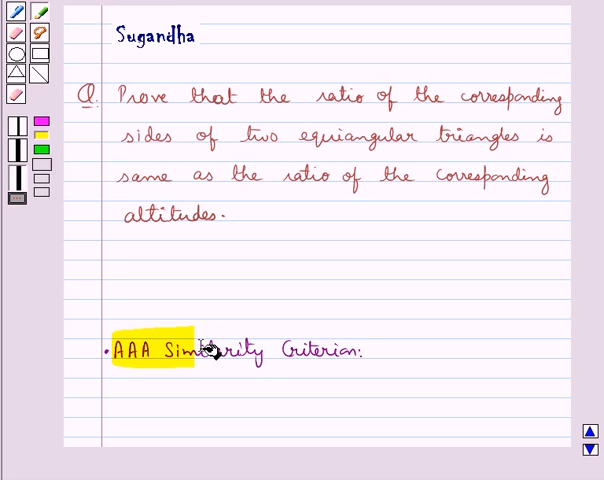 Sugandha
Q. Prove that the ratio of the corresponding
sides of two equiangular triangles is
same as the ratio of the corresponding
altitudes.
• AAA Similarity Criterion: